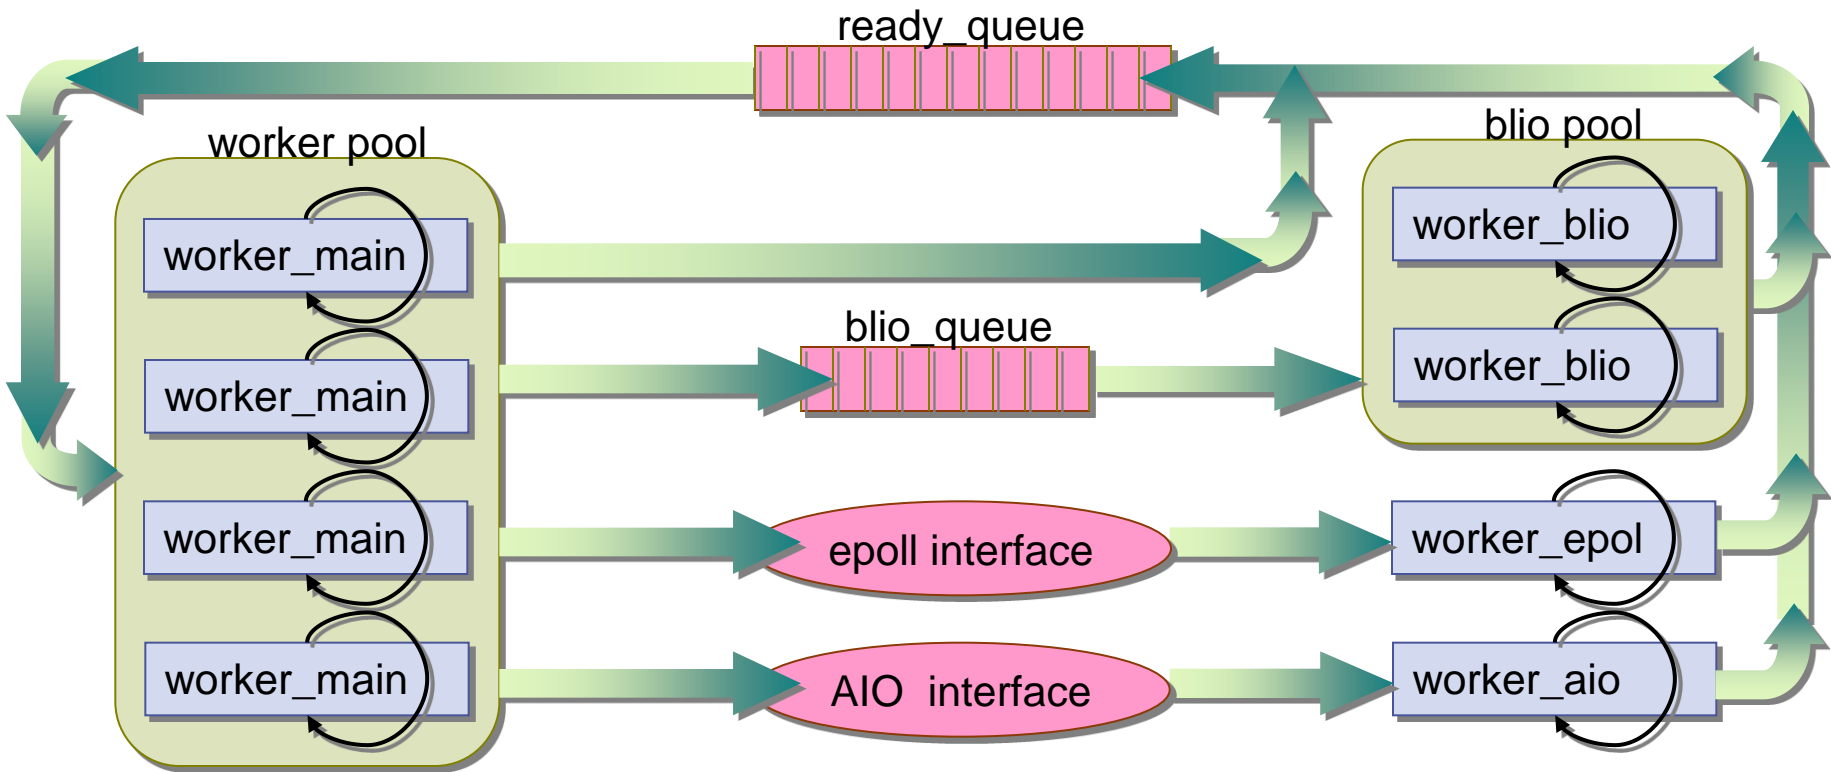 ready_queue
worker pool
blio pool
worker_main
worker_blio
blio_queue
worker_main
worker_blio
worker_main
epoll interface
worker_epol
worker_main
AIO interface
worker_aio